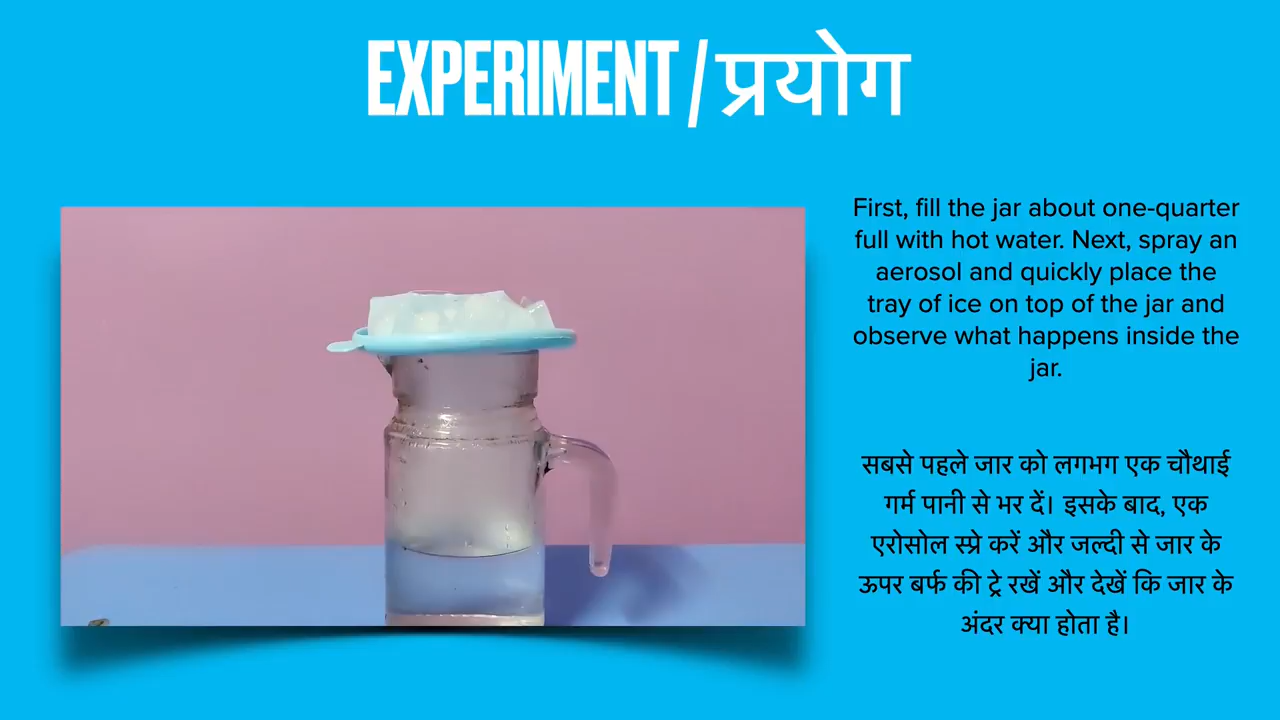 EXPERIMENT / प्रयोग
First, fill the jar about one-quarter
full with hot water. Next, spray an
aerosol and quickly place the
tray of ice on top of the jar and
observe what happens inside the
jar.
सबसे पहले जार को लगभग एक चौथाई
गर्म पानी से भर दें। इसके बाद, एक
एरोसोल स्प्रे करें और जल्दी से जार के
ऊपर बर्फ की ट्रे रखें और देखें कि जार के
अंदर क्या होता है।